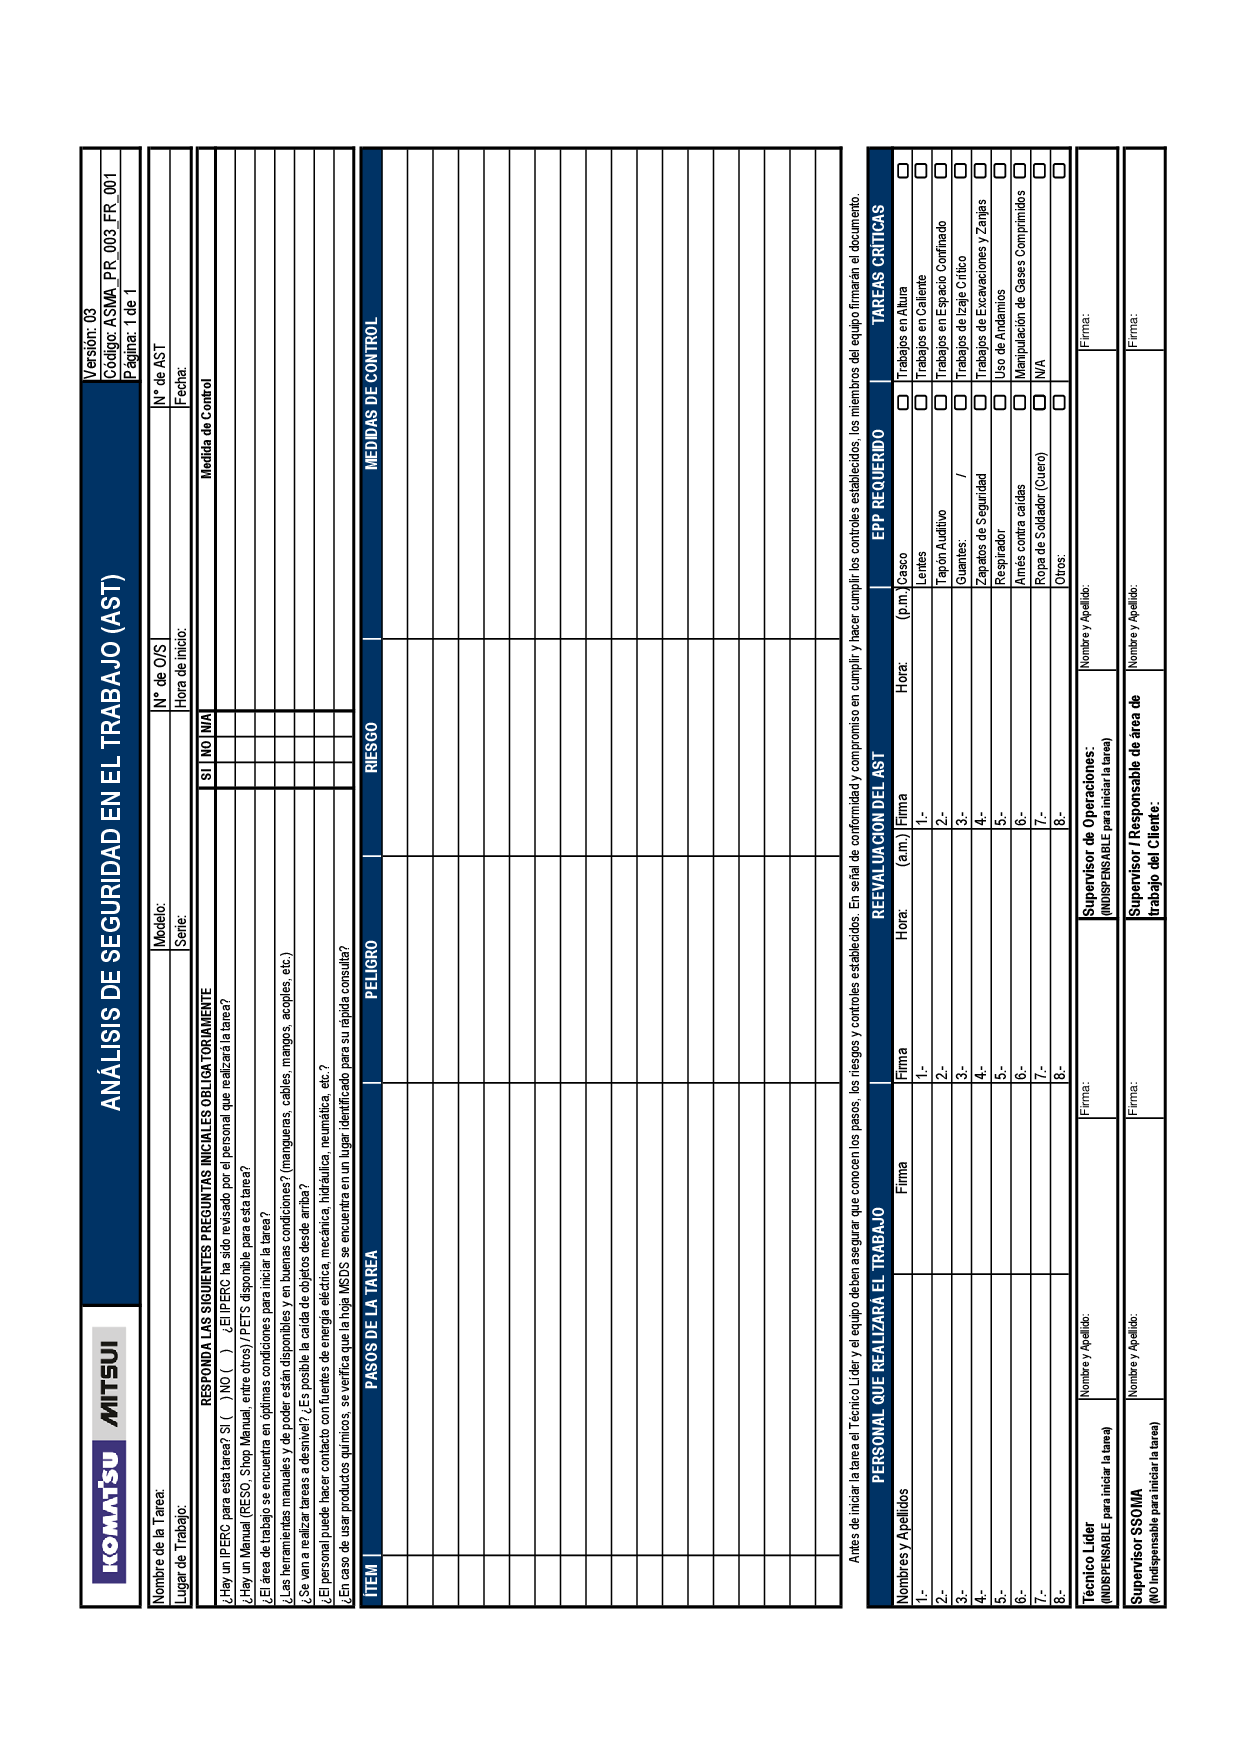 KOMATSU MITSUI
ANÁLISIS DE SEGURIDAD EN EL TRABAJO (AST)
Versión: 03
Código: ASMA_PR_003_FR_001
Página: 1 de 1
Nombre de la Tarea: Modelo: N° de O/S N° de AST
Lugar de Trabajo: Serie: Hora de inicio: Fecha:
RESPONDA LAS SIGUIENTES PREGUNTAS INICIALES OBLIGATORIAMENTE SI NO N/A Medida de Control
¿Hay un IPERC para esta tarea? SI ( ) NO ( ) ¿El IPERC ha sido revisado por el personal que realizará la tarea?
¿Hay un Manual (RESO, Shop Manual, entre otros) / PETS disponible para esta tarea?
¿El área de trabajo se encuentra en óptimas condiciones para iniciar la tarea?
¿Las herramientas manuales y de poder están disponibles y en buenas condiciones? (mangueras, cables, mangos, acoples, etc.)
¿Se van a realizar tareas a desnivel? ¿Es posible la caída de objetos desde arriba?
¿El personal puede hacer contacto con fuentes de energía eléctrica, mecánica, hidráulica, neumática, etc.?
¿En caso de usar productos químicos, se verifica que la hoja MSDS se encuentra en un lugar identificado para su rápida consulta?
ÍTEM PASOS DE LA TAREA PELIGRO RIESGO MEDIDAS DE CONTROL
Antes de iniciar la tarea el Técnico Líder y el equipo deben asegurar que conocen los pasos, los riesgos y controles establecidos. En señal de conformidad y compromiso en cumplir y hacer cumplir los controles establecidos, los miembros del equipo firmarán el documento.
PERSONAL QUE REALIZARÁ EL TRABAJO REEVALUACION DEL AST EPP REQUERIDO TAREAS CRÍTICAS
Nombres y Apellidos Firma Firma Hora: (a.m.) Firma Hora: (p.m.) Casco Trabajos en Altura
1.- 1.- 1.- Lentes Trabajos en Caliente
2.- 2.- 2.- Tapón Auditivo Trabajos en Espacio Confinado
3.- 3.- 3.- Guantes: / Trabajos de Izaje Crítico
4.- 4.- 4.- Zapatos de Seguridad Trabajos de Excavaciones y Zanjas
5.- 5.- 5.- Respirador Uso de Andamios
6.- 6.- 6.- Arnés contra caídas Manipulación de Gases Comprimidos
7.- 7.- 7.- Ropa de Soldador (Cuero) N/A
8.- 8.- 8.- Otros:
Técnico Líder
(INDISPENSABLE para iniciar la tarea)
Nombre y Apellido: Firma:
Supervisor de Operaciones:
(INDISPENSABLE para iniciar la tarea)
Nombre y Apellido: Firma:
Supervisor SSOMA
(NO Indispensable para iniciar la tarea)
Nombre y Apellido: Firma:
Supervisor / Responsable de área de
trabajo del Cliente:
Nombre y Apellido: Firma: